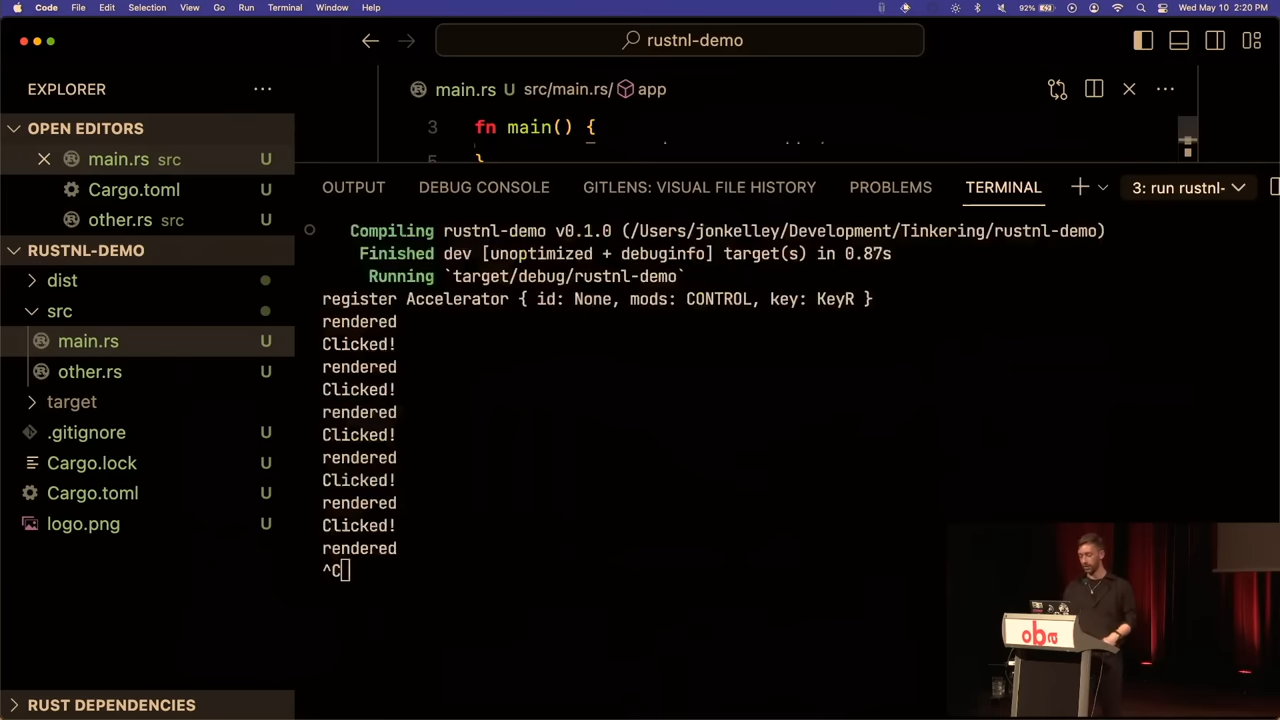 Code File Edit Selection View Go Run Terminal Window Help 92% Wed May 10 2:20 PM
rustnl-demo
EXPLORER
main.rs U src/main.rs/ app
OPEN EDITORS
3 fn main() {
main.rs src U
5 }
Cargo.toml U
OUTPUT DEBUG CONSOLE GITLENS: VISUAL FILE HISTORY PROBLEMS TERMINAL 3: run rustnl-
other.rs src U
RUSTNL-DEMO
dist
src
main.rs U
other.rs U
target
.gitignore U
Cargo.lock U
Cargo.toml U
logo.png U
RUST DEPENDENCIES
Compiling rustnl-demo v0.1.0 (/Users/jonkelley/Development/Tinkering/rustnl-demo)
Finished dev [unoptimized + debuginfo] target(s) in 0.87s
Running `target/debug/rustnl-demo`
register Accelerator { id: None, mods: CONTROL, key: KeyR }
rendered
Clicked!
rendered
Clicked!
rendered
Clicked!
rendered
Clicked!
rendered
Clicked!
rendered
^C
oba